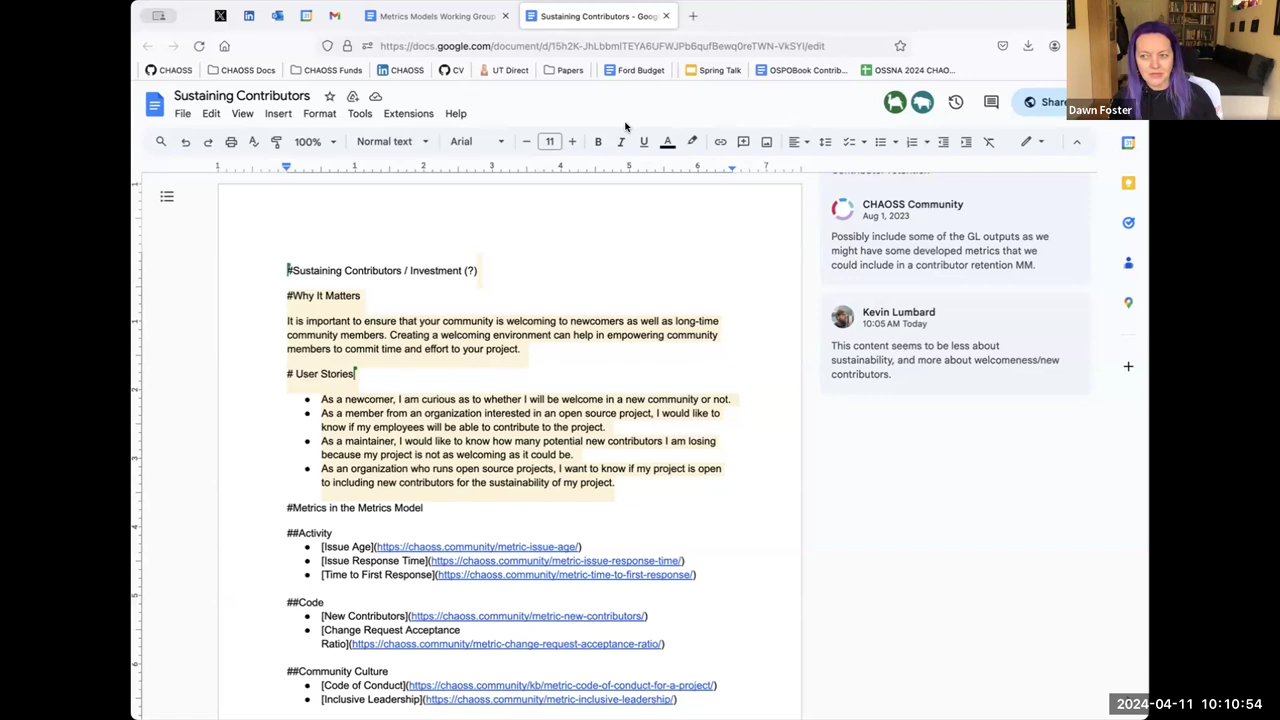 Metrics Models Working Group
Sustaining Contributors - Goog
https://docs.google.com/document/d/15h2K-JhLbbmITEYA6UFWJPb6qufBewq0reTWN-VkSYI/edit
CHAOSS
CHAOSS Docs
CHAOSS Funds
CHAOSS
CV
UT Direct
Papers
Ford Budget
Spring Talk
OSPOBook Contrib...
OSSNA 2024 CHAO...
Dawn Foster
Sustaining Contributors
File Edit View Insert Format Tools Extensions Help
Share
100% Normal text Arial 11
1 1 2 3 4 5 6 7
#Sustaining Contributors / Investment (?)
#Why It Matters
It is important to ensure that your community is welcoming to newcomers as well as long-time
community members. Creating a welcoming environment can help in empowering community
members to commit time and effort to your project.
# User Stories
As a newcomer, I am curious as to whether I will be welcome in a new community or not.
As a member from an organization interested in an open source project, I would like to
know if my employees will be able to contribute to the project.
As a maintainer, I would like to know how many potential new contributors I am losing
because my project is not as welcoming as it could be.
As an organization who runs open source projects, I want to know if my project is open
to including new contributors for the sustainability of my project.
#Metrics in the Metrics Model
##Activity
[Issue Age](https://chaoss.community/metric-issue-age/)
[Issue Response Time](https://chaoss.community/metric-issue-response-time/)
[Time to First Response](https://chaoss.community/metric-time-to-first-response/)
##Code
[New Contributors](https://chaoss.community/metric-new-contributors/)
[Change Request Acceptance
Ratio](https://chaoss.community/metric-change-request-acceptance-ratio/)
##Community Culture
[Code of Conduct](https://chaoss.community/kb/metric-code-of-conduct-for-a-project/)
[Inclusive Leadership](https://chaoss.community/metric-inclusive-leadership/)
CHAOSS Community
Aug 1, 2023
Possibly include some of the GL outputs as we
might have some developed metrics that we
could include in a contributor retention MM.
Kevin Lumbard
10:05 AM Today
This content seems to be less about
sustainability, and more about welcomeness/new
contributors.
2024-04-11 10:10:54